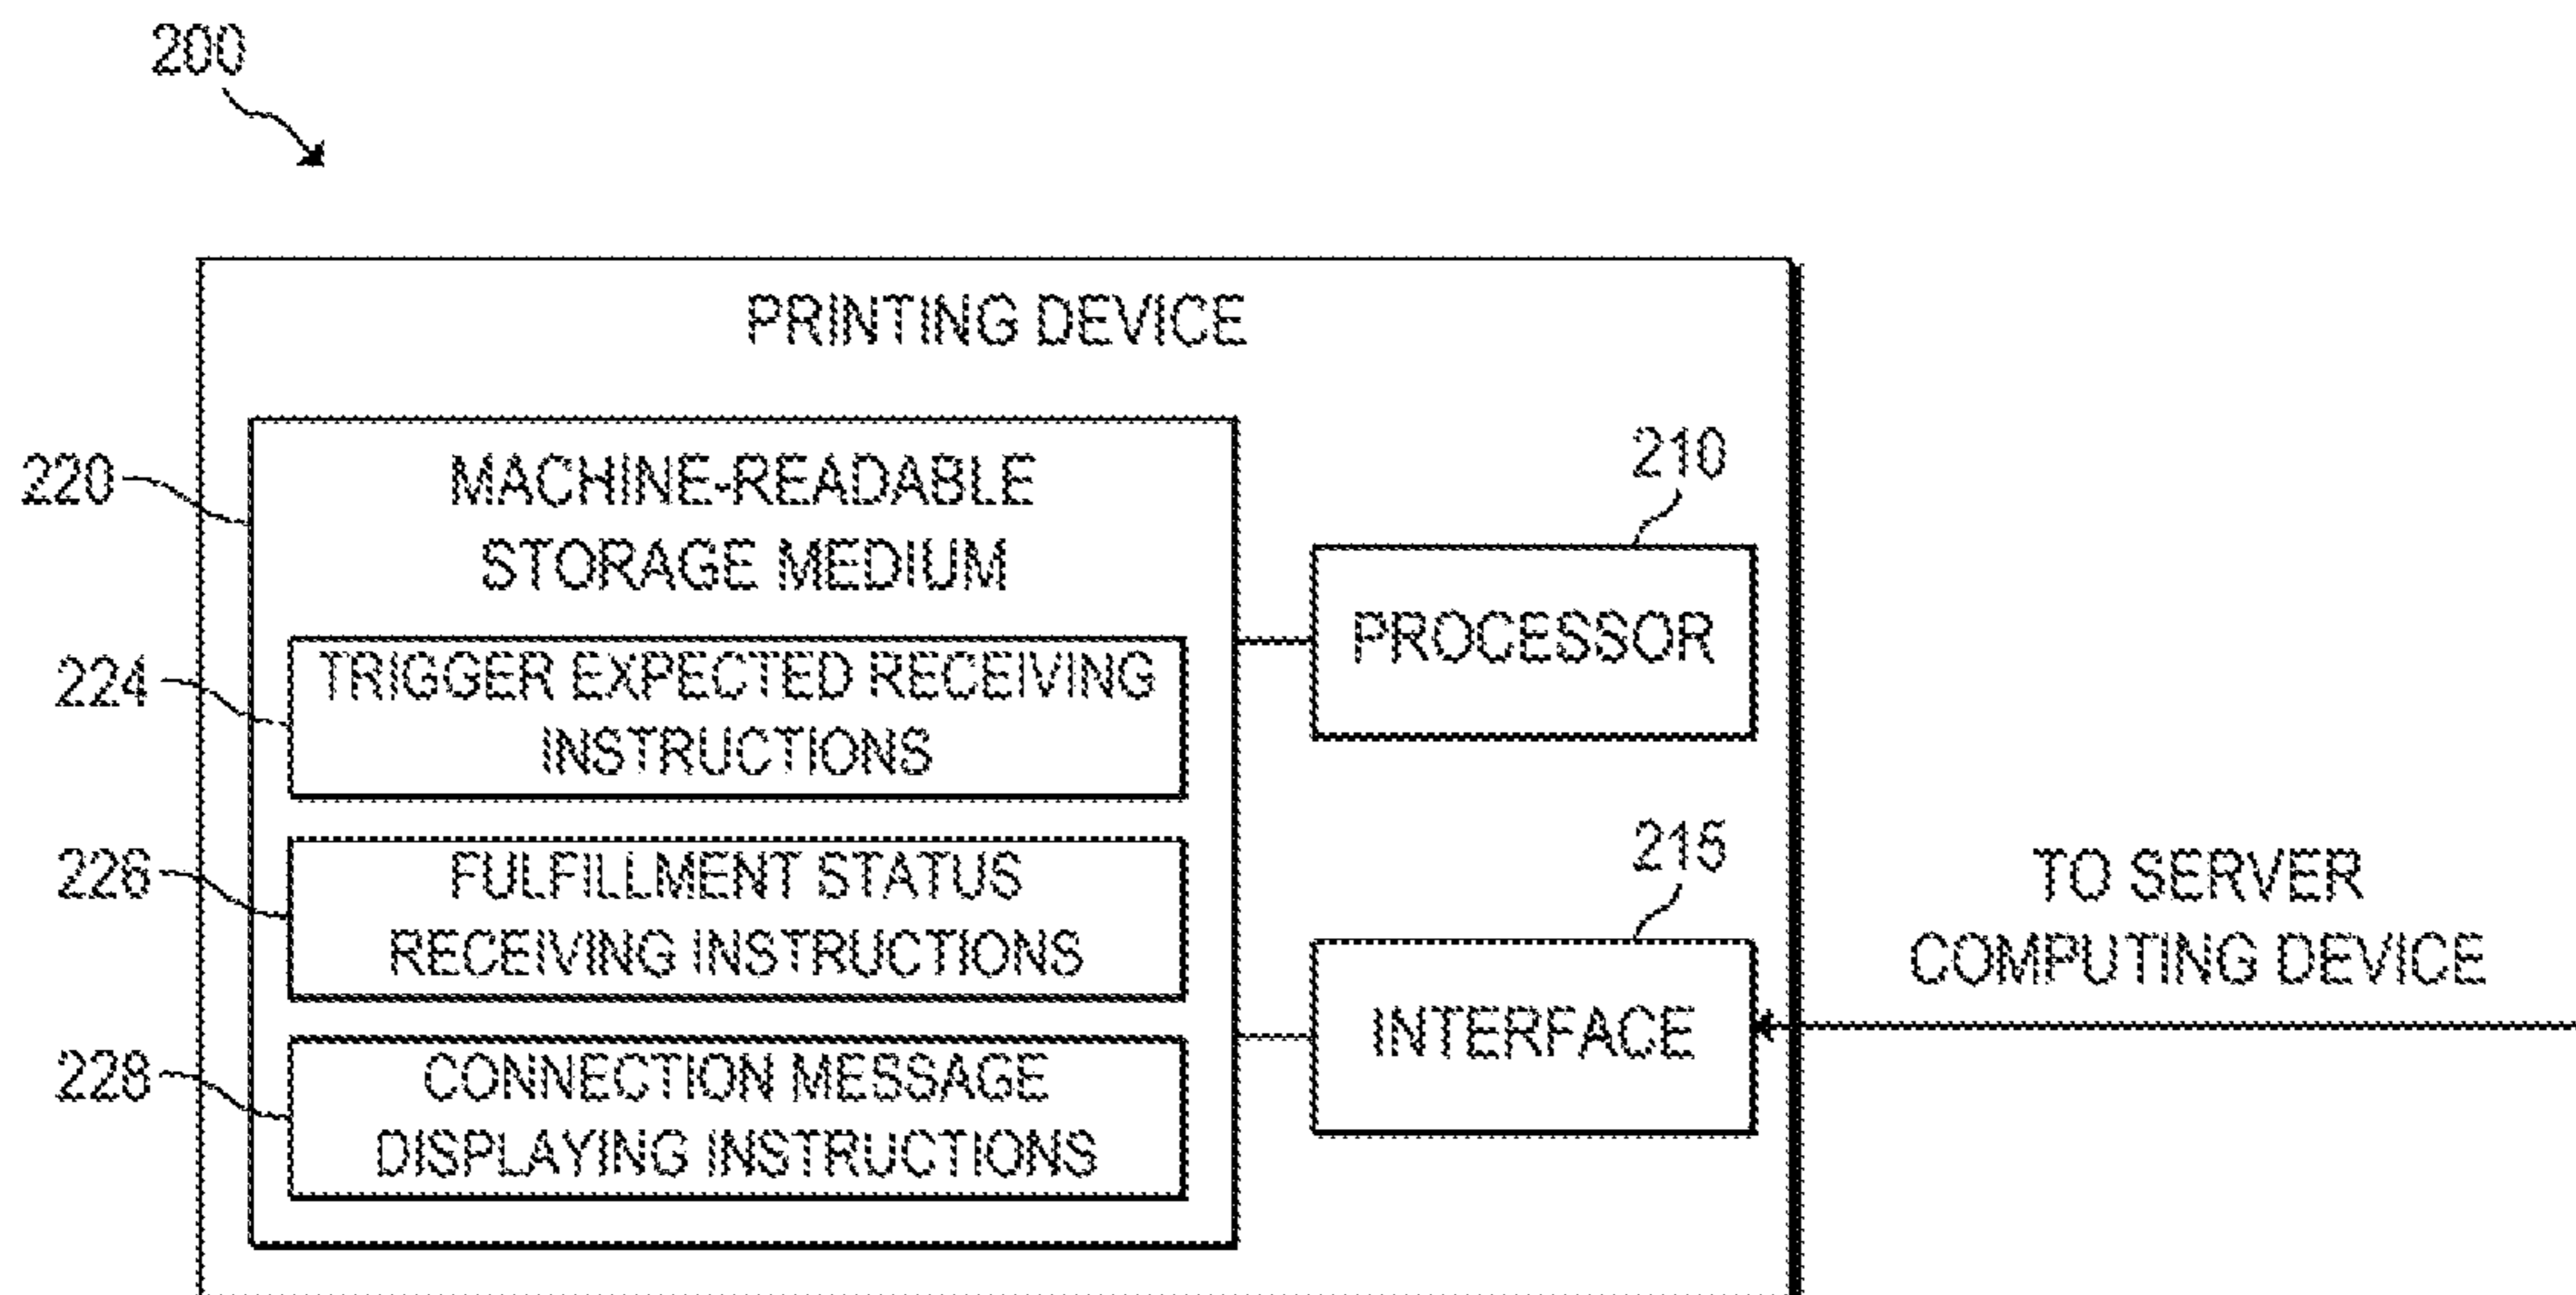 200
PRINTING DEVICE
220
MACHINE-READABLE
STORAGE MEDIUM
210
PROCESSOR
224
TRIGGER EXPECTED RECEIVING
INSTRUCTIONS
226
FULFILLMENT STATUS
RECEIVING INSTRUCTIONS
215
INTERFACE
TO SERVER
COMPUTING DEVICE
228
CONNECTION MESSAGE
DISPLAYING INSTRUCTIONS